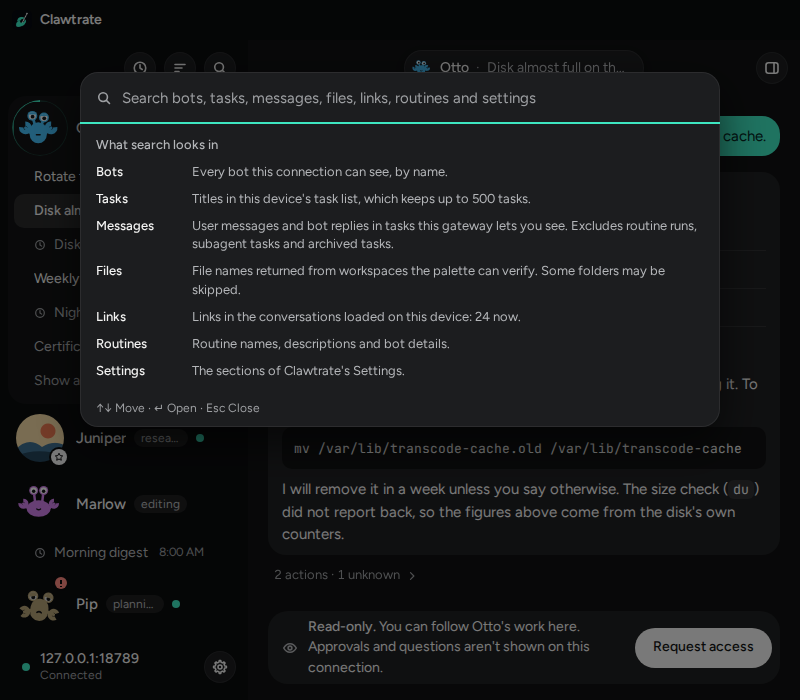 Clawtrate
Otto · Disk almost full on th...
Search bots, tasks, messages, files, links, routines and settings
cache.
What search looks in
Bots Every bot this connection can see, by name.
Rotate
Tasks Titles in this device's task list, which keeps up to 500 tasks.
Disk
Messages User messages and bot replies in tasks this gateway lets you see. Excludes routine runs,
subagent tasks and archived tasks.
Disk
Files File names returned from workspaces the palette can verify. Some folders may be
skipped.
Weekly
Links Links in the conversations loaded on this device: 24 now.
Routines Routine names, descriptions and bot details.
Settings The sections of Clawtrate's Settings.
Show
it. To
↑↓ Move · ↵ Open · Esc Close
Juniper resea...
mv /var/lib/transcode-cache.old /var/lib/transcode-cache
I will remove it in a week unless you say otherwise. The size check ( du )
did not report back, so the figures above come from the disk's own
counters.
Marlow editing
Morning digest 8:00 AM
2 actions · 1 unknown
Pip planni...
Read-only. You can follow Otto's work here.
Approvals and questions aren't shown on this
connection.
Request access
127.0.0.1:18789
Connected